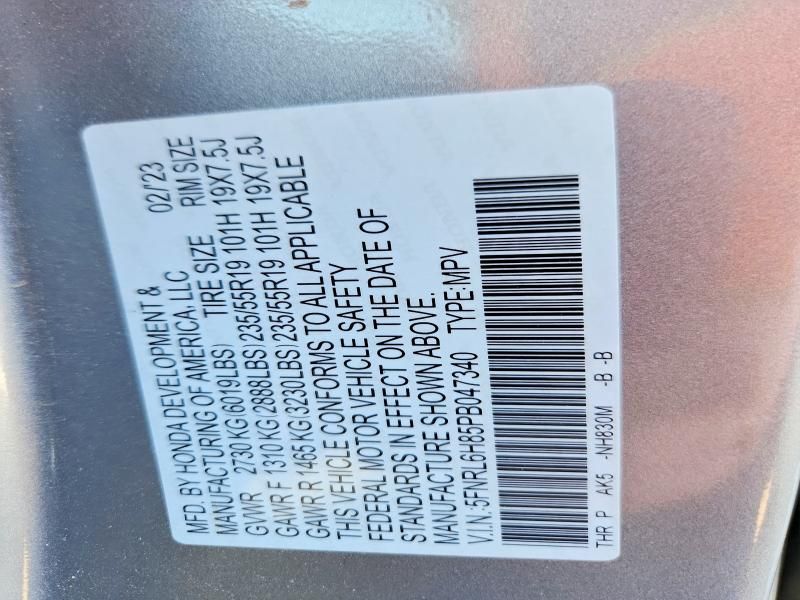 MFD. BY HONDA DEVELOPMENT & 02/'23
MANUFACTURING OF AMERICA, LLC RIM SIZE
GVWR 2730 KG (6019LBS) TIRE SIZE
GAWR F 1310 KG (2888LBS) 235/55R19 101H 19X7.5J
GAWR R 1465 KG (3230LBS) 235/55R19 101H 19X7.5J
THIS VEHICLE CONFORMS TO ALL APPLICABLE
FEDERAL MOTOR VEHICLE SAFETY
STANDARDS IN EFFECT ON THE DATE OF
MANUFACTURE SHOWN ABOVE.
V.I.N:5FNRL6H85PB247340 TYPE:MPV
THR P AK5 -NH830M -B -B